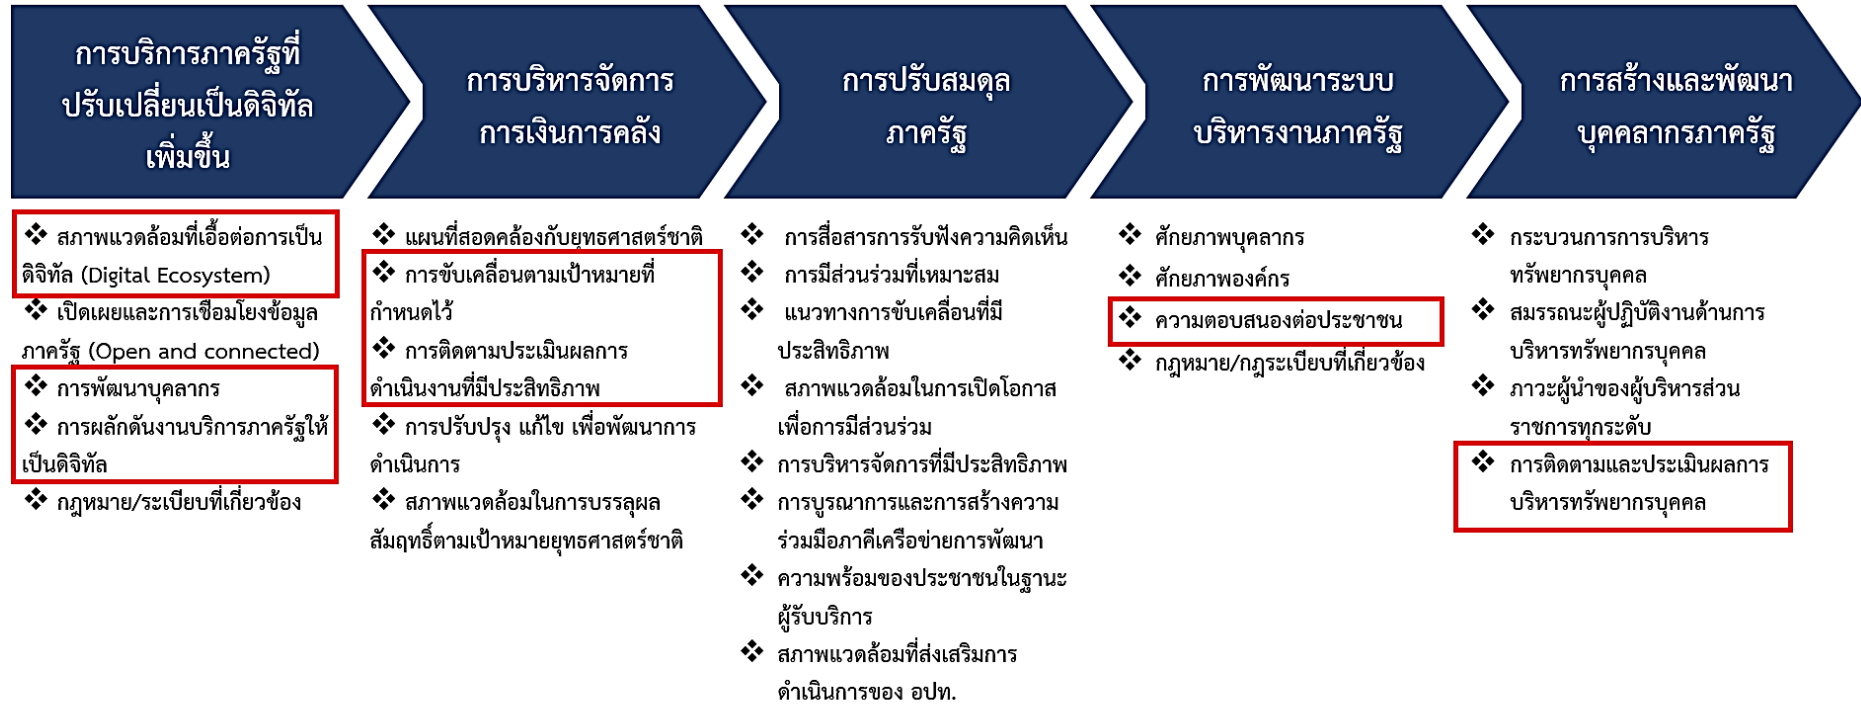 การบริการภาครัฐที่
ปรับเปลี่ยนเป็นดิจิทัล
เพิ่มขึ้น
❖ สภาพแวดล้อมที่เอื้อต่อการเป็น
ดิจิทัล (Digital Ecosystem)
❖ เปิดเผยและการเชื่อมโยงข้อมูล
ภาครัฐ (Open and connected)
❖ การพัฒนาบุคลากร
❖ การผลักดันงานบริการภาครัฐให้
เป็นดิจิทัล
❖ กฎหมาย/ระเบียบที่เกี่ยวข้อง
การบริหารจัดการ
การเงินการคลัง
❖ แผนที่สอดคล้องกับยุทธศาสตร์ชาติ
❖ การขับเคลื่อนตามเป้าหมายที่
กำหนดไว้
❖ การติดตามประเมินผลการ
ดำเนินงานที่มีประสิทธิภาพ
❖ การปรับปรุง แก้ไข เพื่อพัฒนาการ
ดำเนินการ
❖ สภาพแวดล้อมในการบรรลุผล
สัมฤทธิ์ตามเป้าหมายยุทธศาสตร์ชาติ
การปรับสมดุล
ภาครัฐ
❖ การสื่อสารการรับฟังความคิดเห็น
❖ การมีส่วนร่วมที่เหมาะสม
❖ แนวทางการขับเคลื่อนที่มี
ประสิทธิภาพ
❖ สภาพแวดล้อมในการเปิดโอกาส
เพื่อการมีส่วนร่วม
❖ การบริหารจัดการที่มีประสิทธิภาพ
❖ การบูรณาการและการสร้างความ
ร่วมมือภาคีเครือข่ายการพัฒนา
❖ ความพร้อมของประชาชนในฐานะ
ผู้รับบริการ
❖ สภาพแวดล้อมที่ส่งเสริมการ
ดำเนินการของ อปท.
การพัฒนาระบบ
บริหารงานภาครัฐ
❖ ศักยภาพบุคลากร
❖ ศักยภาพองค์กร
❖ ความตอบสนองต่อประชาชน
❖ กฎหมาย/กฎระเบียบที่เกี่ยวข้อง
การสร้างและพัฒนา
บุคคลากรภาครัฐ
❖ กระบวนการการบริหาร
ทรัพยากรบุคคล
❖ สมรรถนะผู้ปฏิบัติงานด้านการ
บริหารทรัพยากรบุคคล
❖ ภาวะผู้นำของผู้บริหารส่วน
ราชการทุกระดับ
❖ การติดตามและประเมินผลการ
บริหารทรัพยากรบุคคล